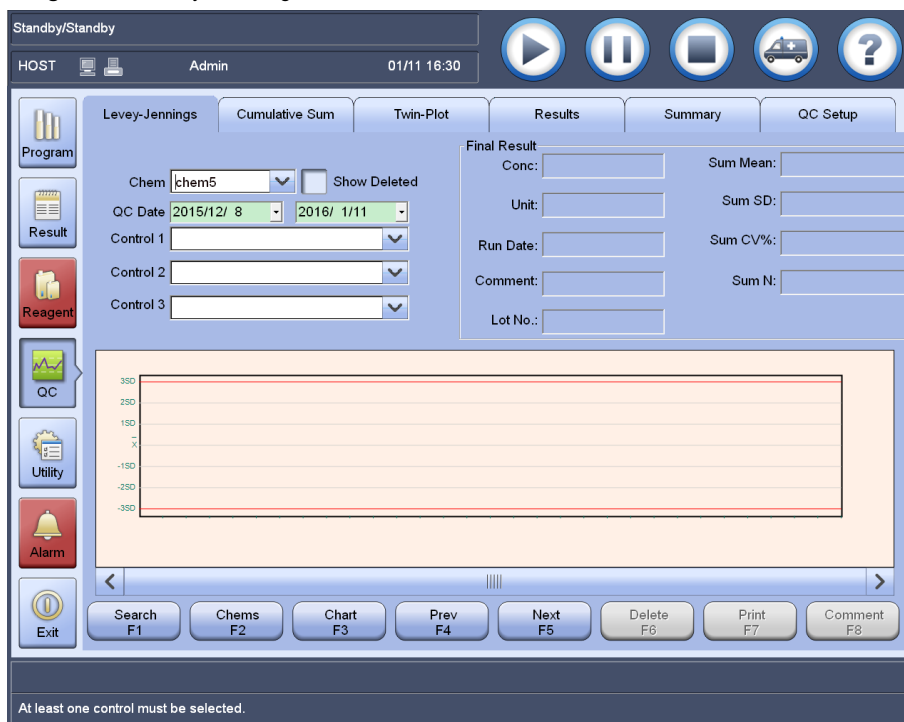 Standby/Standby
HOST Admin 01/11 16:30
?
Program
Result
Reagent
QC
Utility
Alarm
Exit
Levey-Jennings Cumulative Sum Twin-Plot Results Summary QC Setup
Chem chem5 Show Deleted
QC Date 2015/12/ 8 2016/ 1/11
Control 1
Control 2
Control 3
Final Result
Conc: Sum Mean:
Unit: Sum SD:
Run Date: Sum CV%:
Comment: Sum N:
Lot No.:
3SD
2SD
1SD
X̄
-1SD
-2SD
-3SD
Search F1
Chems F2
Chart F3
Prev F4
Next F5
Delete F6
Print F7
Comment F8
At least one control must be selected.